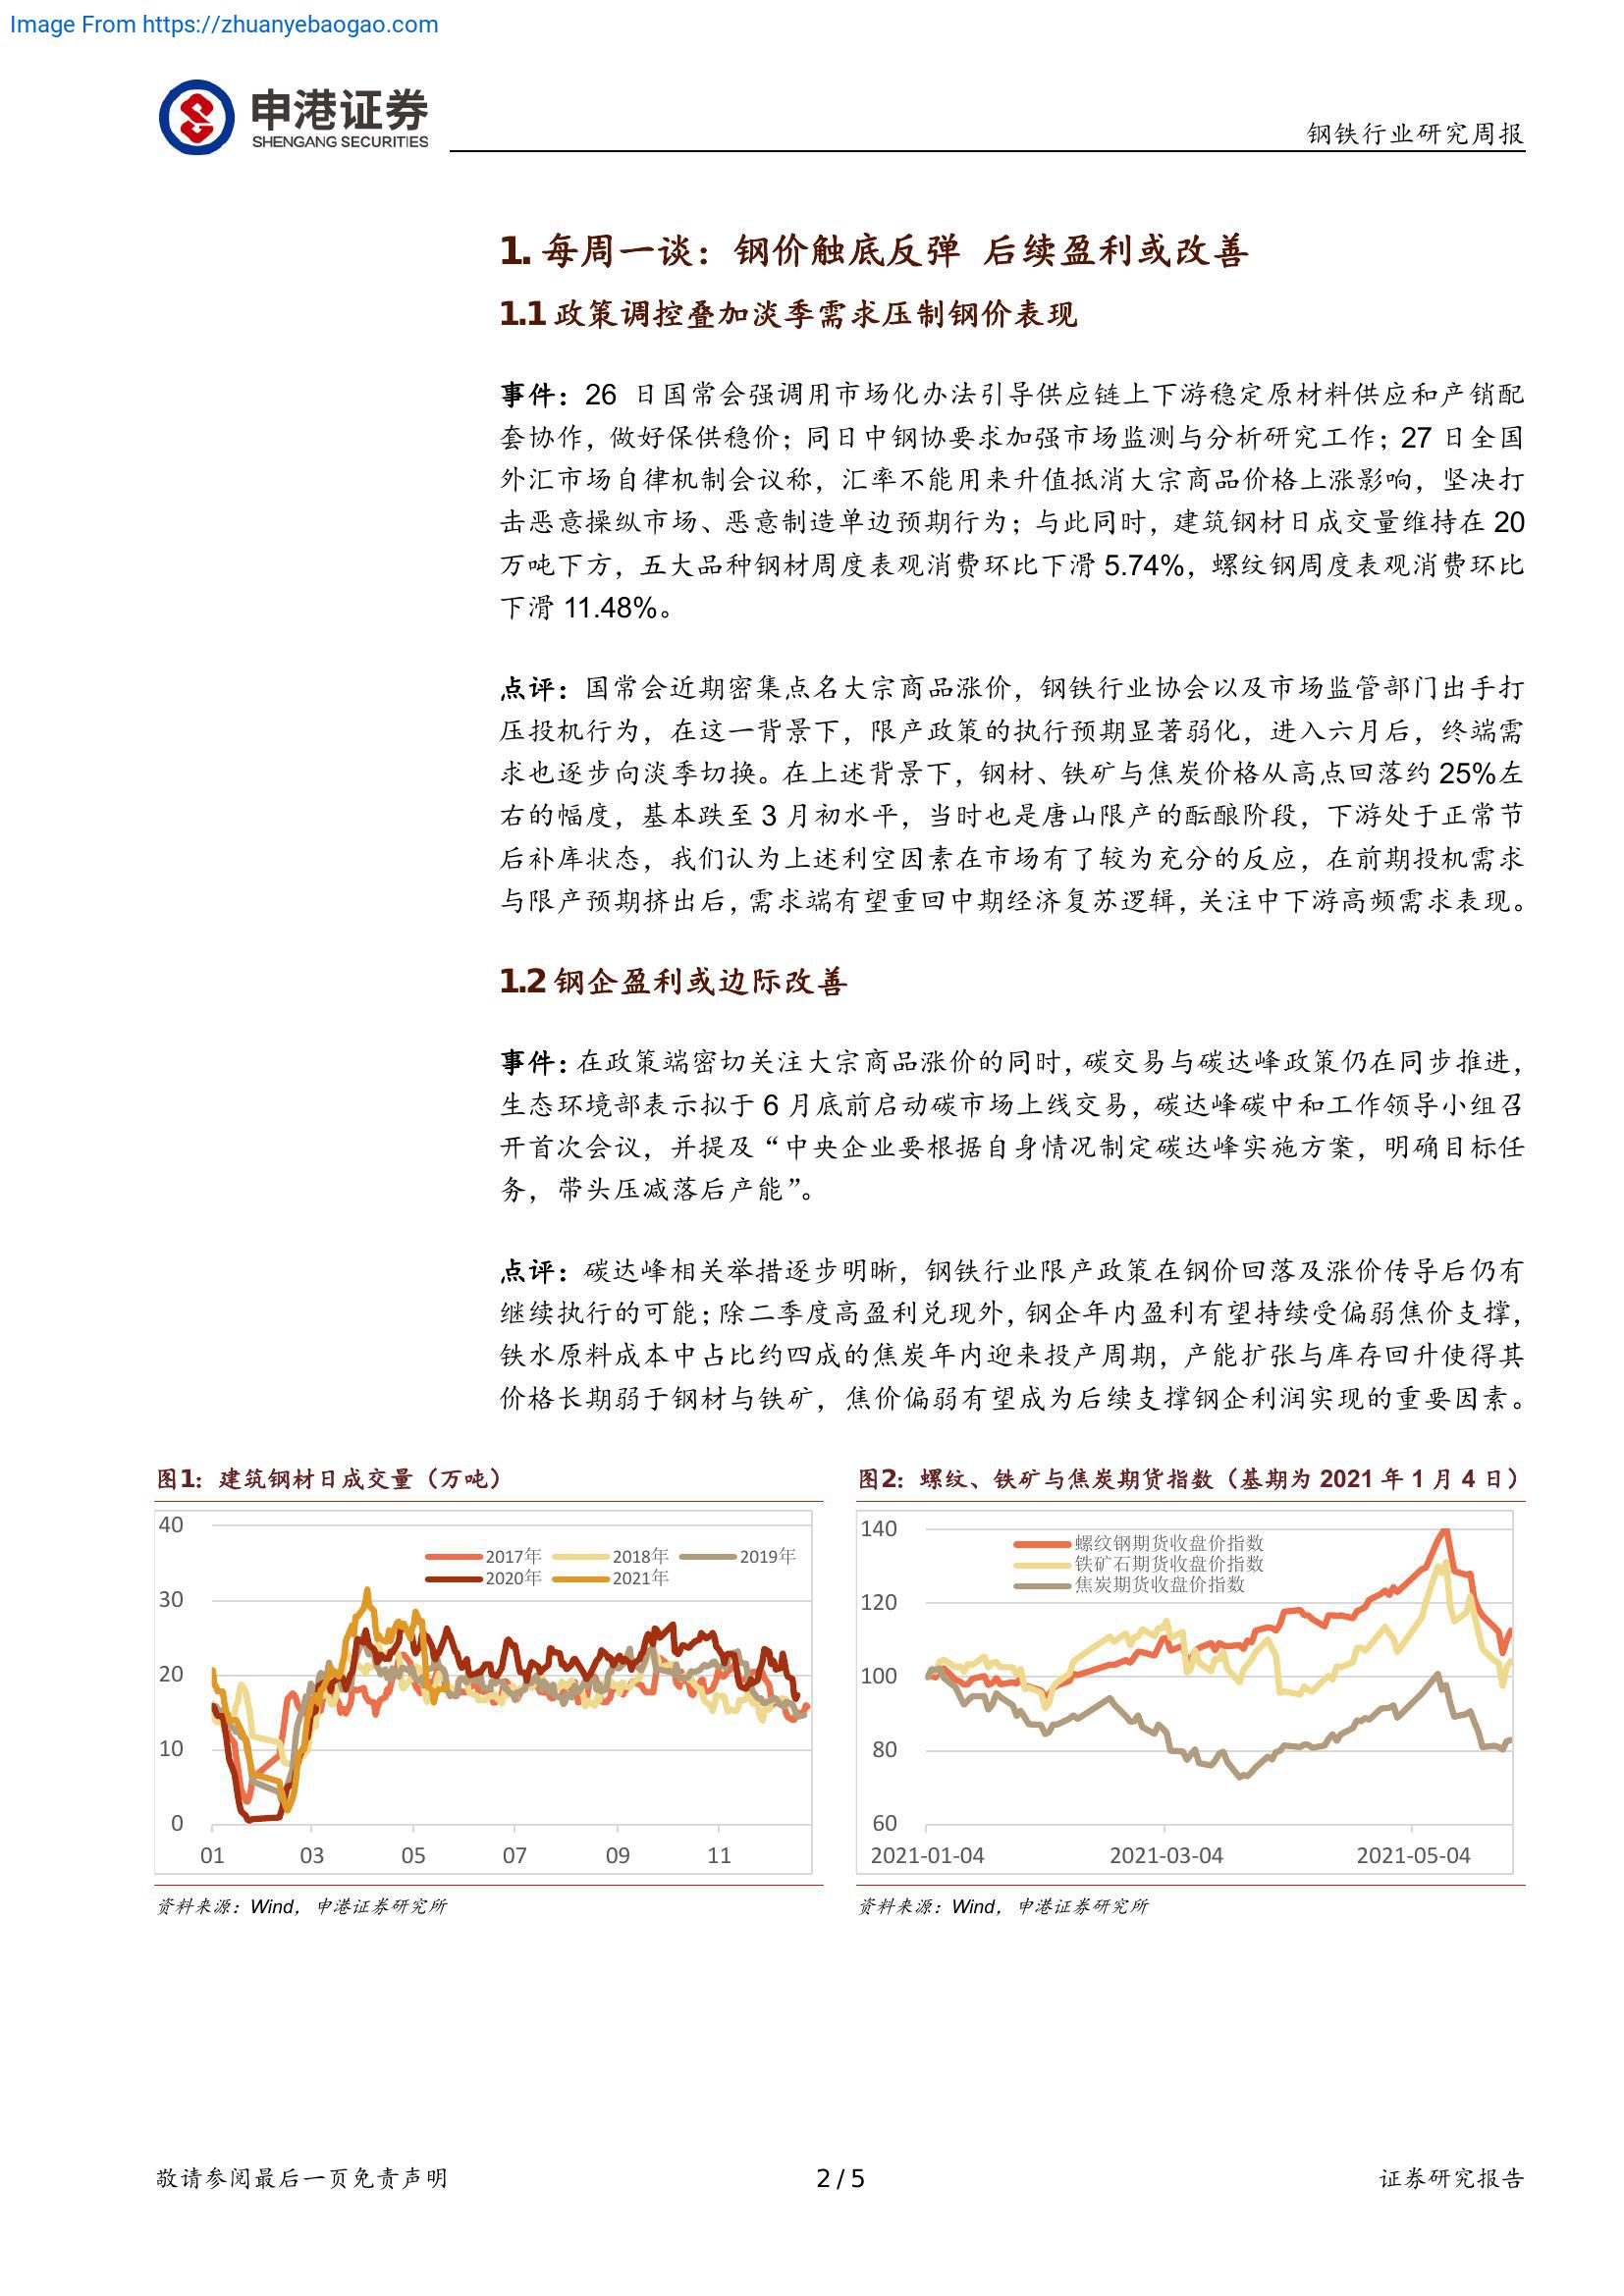 Image From https://zhuanyebaogao.com
申港证券
SHENGANG SECURITIES
钢铁行业研究周报
1. 每周一谈：钢价触底反弹 后续盈利或改善
1.1 政策调控叠加淡季需求压制钢价表现
事件：26 日国常会强调用市场化办法引导供应链上下游稳定原材料供应和产销配
套协作，做好保供稳价；同日中钢协要求加强市场监测与分析研究工作；27 日全国
外汇市场自律机制会议称，汇率不能用来升值抵消大宗商品价格上涨影响，坚决打
击恶意操纵市场、恶意制造单边预期行为；与此同时，建筑钢材日成交量维持在 20
万吨下方，五大品种钢材周度表观消费环比下滑 5.74%，螺纹钢周度表观消费环比
下滑 11.48%。
点评：国常会近期密集点名大宗商品涨价，钢铁行业协会以及市场监管部门出手打
压投机行为，在这一背景下，限产政策的执行预期显著弱化，进入六月后，终端需
求也逐步向淡季切换。在上述背景下，钢材、铁矿与焦炭价格从高点回落约 25%左
右的幅度，基本跌至 3 月初水平，当时也是唐山限产的酝酿阶段，下游处于正常节
后补库状态，我们认为上述利空因素在市场有了较为充分的反应，在前期投机需求
与限产预期挤出后，需求端有望重回中期经济复苏逻辑，关注中下游高频需求表现。
1.2 钢企盈利或边际改善
事件：在政策端密切关注大宗商品涨价的同时，碳交易与碳达峰政策仍在同步推进，
生态环境部表示拟于 6 月底前启动碳市场上线交易，碳达峰碳中和工作领导小组召
开首次会议，并提及“中央企业要根据自身情况制定碳达峰实施方案，明确目标任
务，带头压减落后产能”。
点评：碳达峰相关举措逐步明晰，钢铁行业限产政策在钢价回落及涨价传导后仍有
继续执行的可能；除二季度高盈利兑现外，钢企年内盈利有望持续受偏弱焦价支撑，
铁水原料成本中占比约四成的焦炭年内迎来投产周期，产能扩张与库存回升使得其
价格长期弱于钢材与铁矿，焦价偏弱有望成为后续支撑钢企利润实现的重要因素。
图1：建筑钢材日成交量（万吨）
40
30
20
10
0
2017年 2018年 2019年
2020年 2021年
01 03 05 07 09 11
资料来源：Wind，申港证券研究所
图2：螺纹、铁矿与焦炭期货指数（基期为 2021 年 1 月 4 日）
140
120
100
80
60
螺纹钢期货收盘价指数
铁矿石期货收盘价指数
焦炭期货收盘价指数
2021-01-04 2021-03-04 2021-05-04
资料来源：Wind，申港证券研究所
敬请参阅最后一页免责声明
2 / 5
证券研究报告